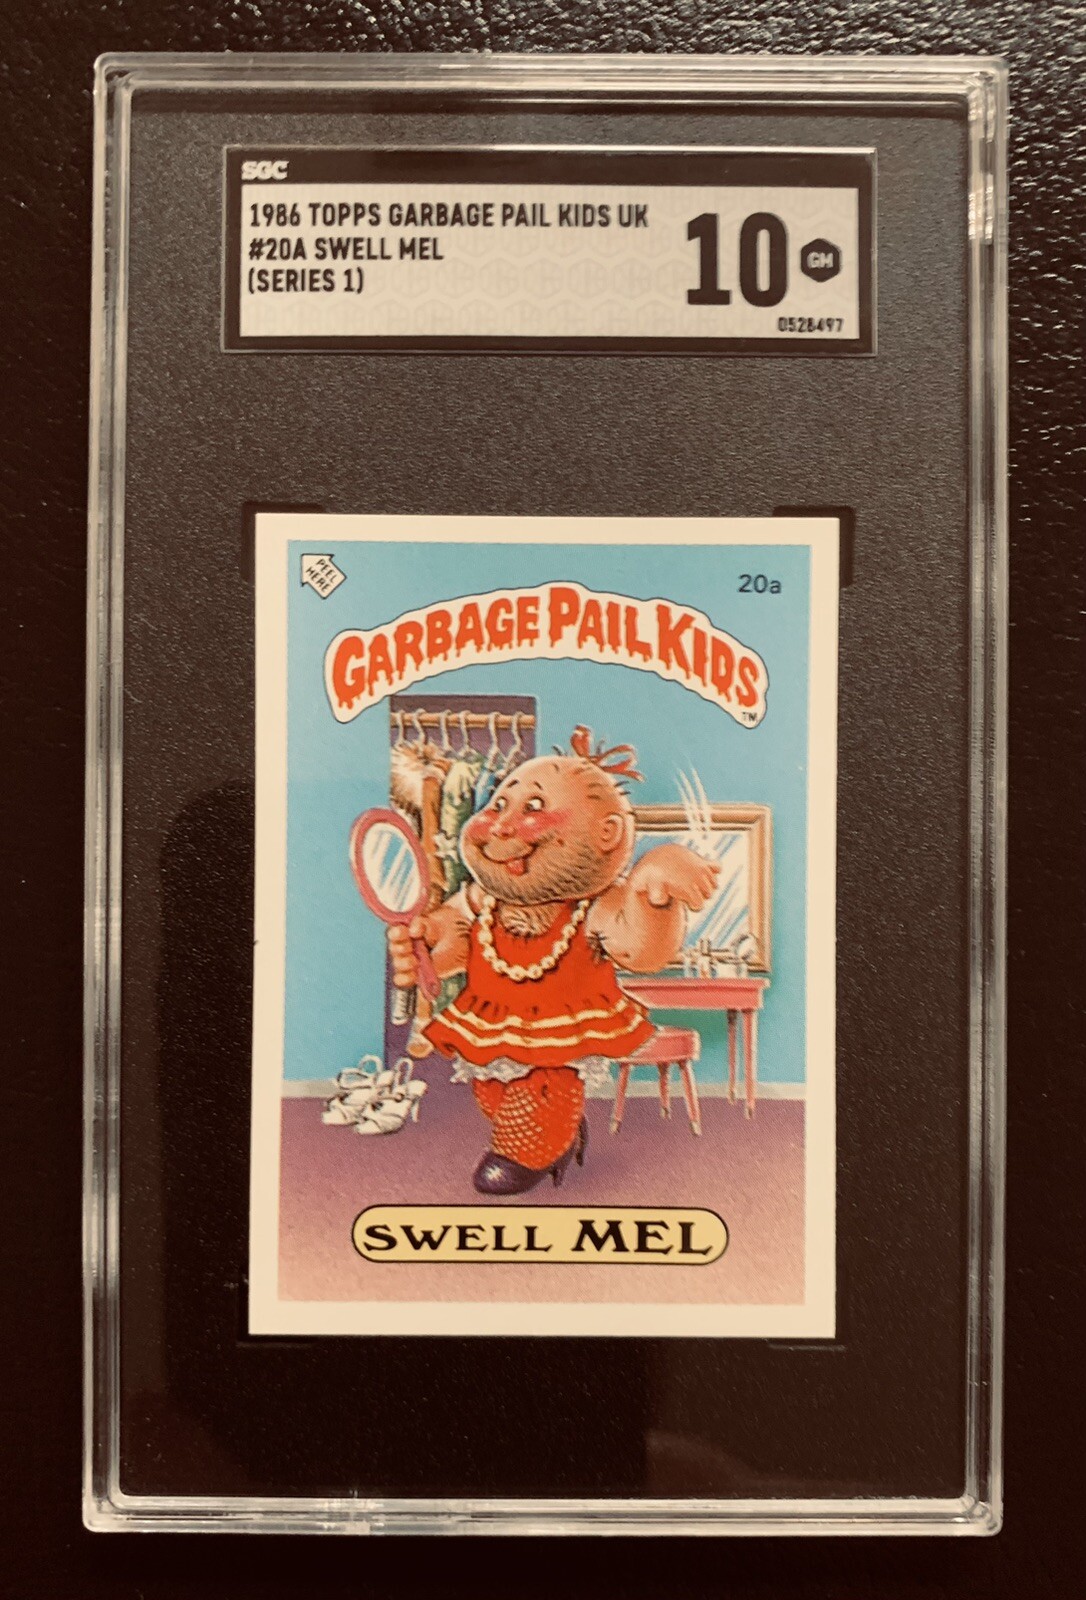 SGC
1986 TOPPS GARBAGE PAIL KIDS UK
#20A SWELL MEL
(SERIES 1)
10 GM
0528497
PEEL
HERE
20a
GARBAGE PAIL KIDS
TM
SWELL MEL